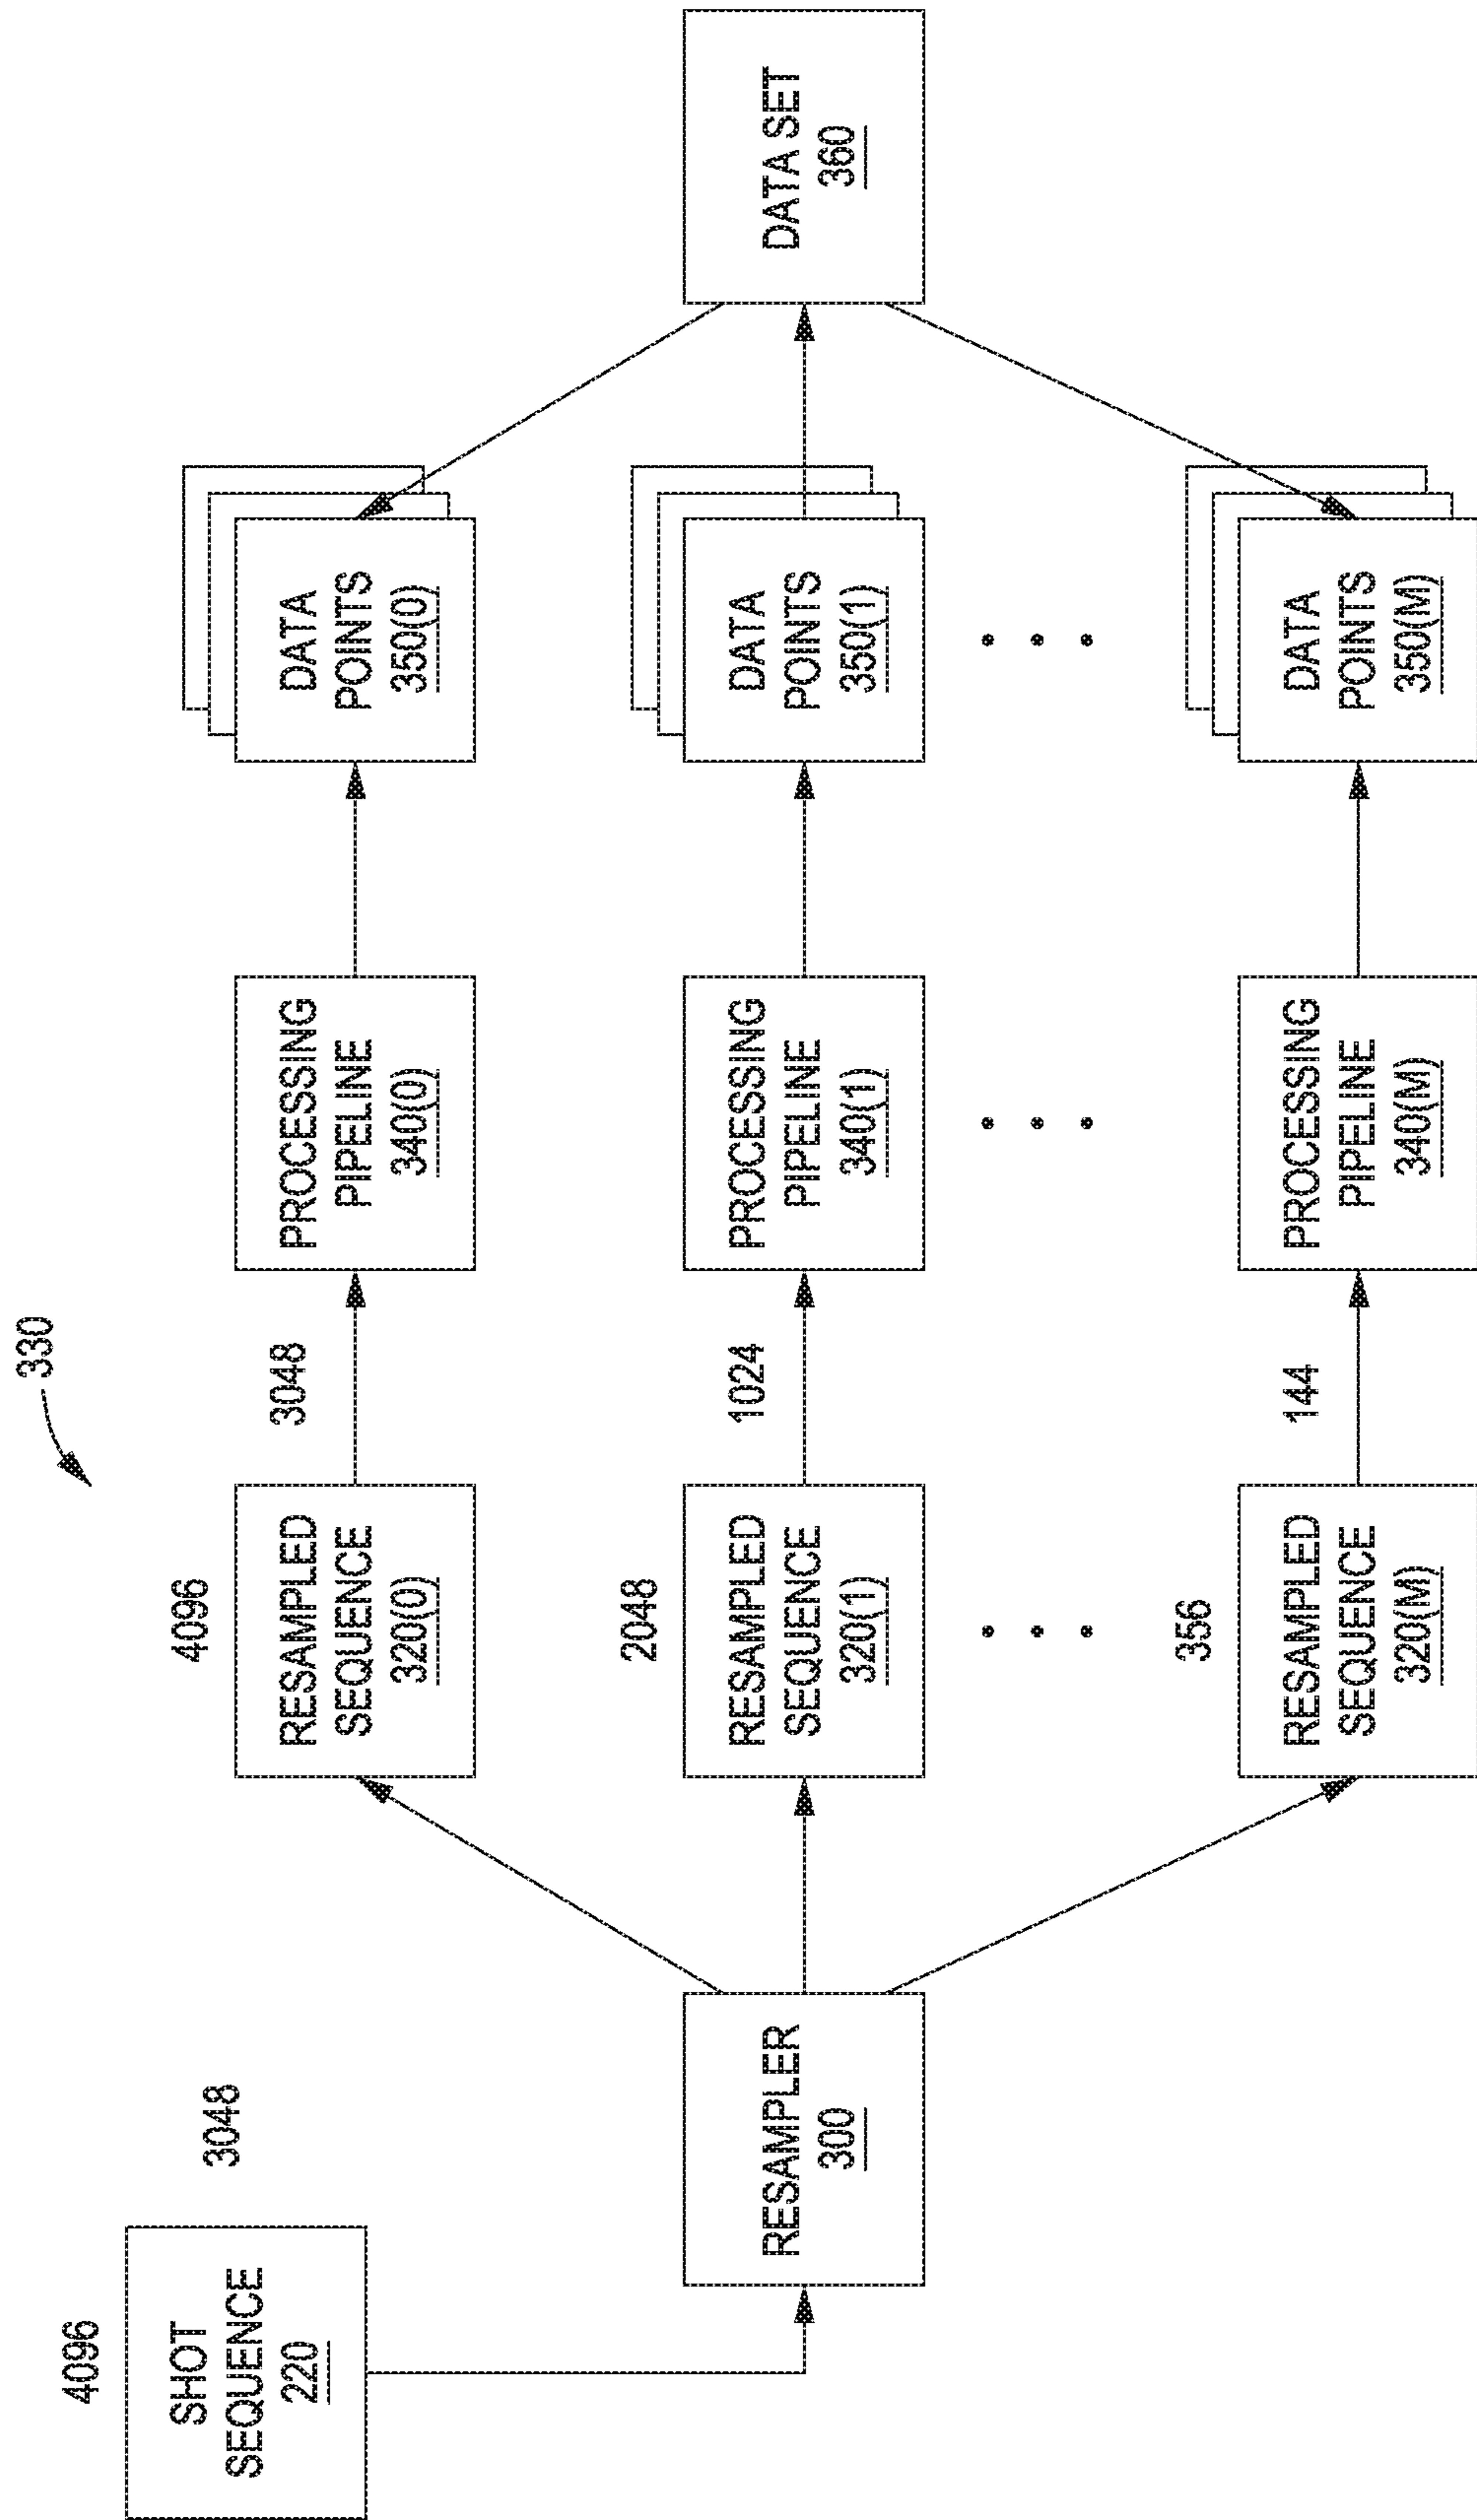 330
4096
SHOT
SEQUENCE
220
3048
RESAMPLER
300
4096
RESAMPLED
SEQUENCE
320(0)
3048
PROCESSING
PIPELINE
340(0)
DATA
POINTS
350(0)
2048
RESAMPLED
SEQUENCE
320(1)
1024
PROCESSING
PIPELINE
340(1)
DATA
POINTS
350(1)
DATA SET
360
356
RESAMPLED
SEQUENCE
320(M)
144
PROCESSING
PIPELINE
340(M)
DATA
POINTS
350(M)